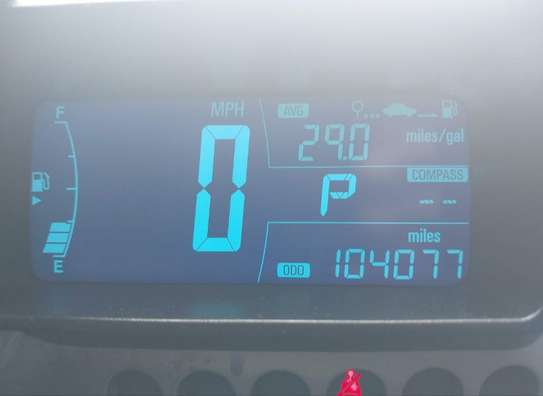 F
MPH
0
E
AVG
29.0 miles/gal
P
COMPASS
-- --
miles
ODO 104077